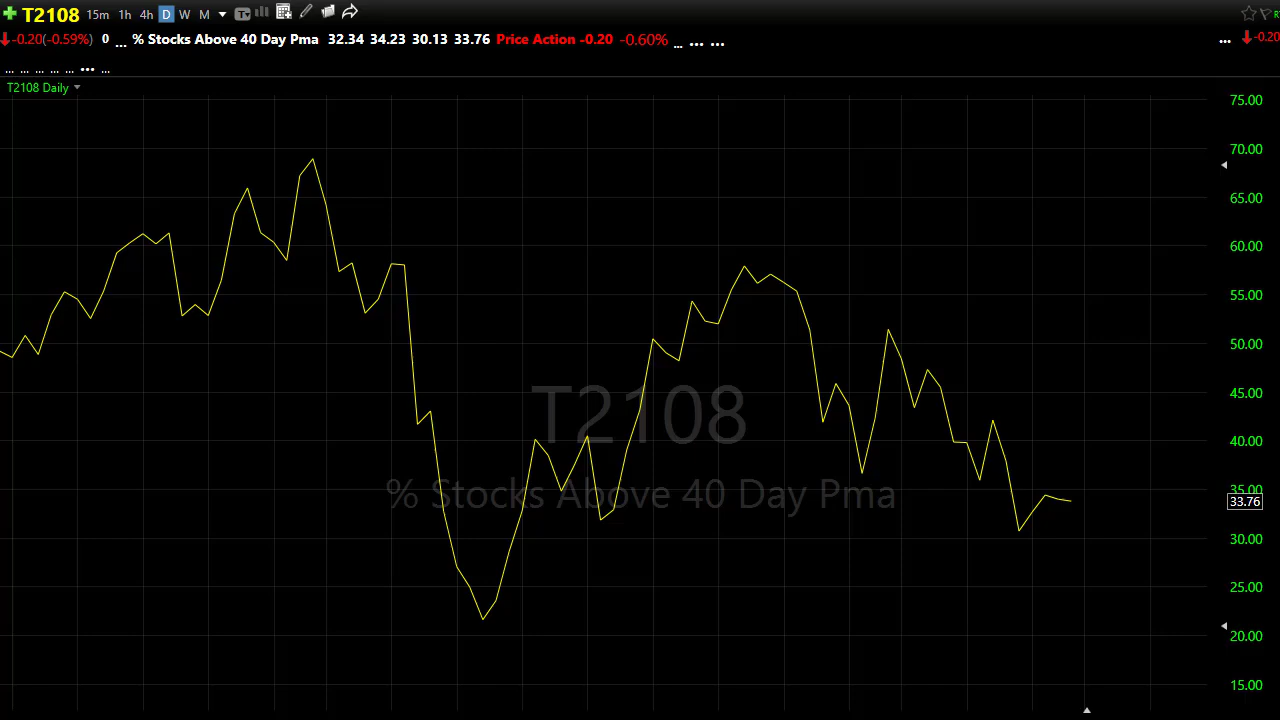 T2108 15m 1h 4h D W M T
-0.20(-0.59%) 0 ... % Stocks Above 40 Day Pma 32.34 34.23 30.13 33.76 Price Action -0.20 -0.60% ... ... ... ... -0.20
... ... ... ... ... ... ...
T2108 Daily
75.00
70.00
65.00
60.00
55.00
50.00
45.00
T2108
40.00
% Stocks Above 40 Day Pma
35.00
33.76
30.00
25.00
20.00
15.00